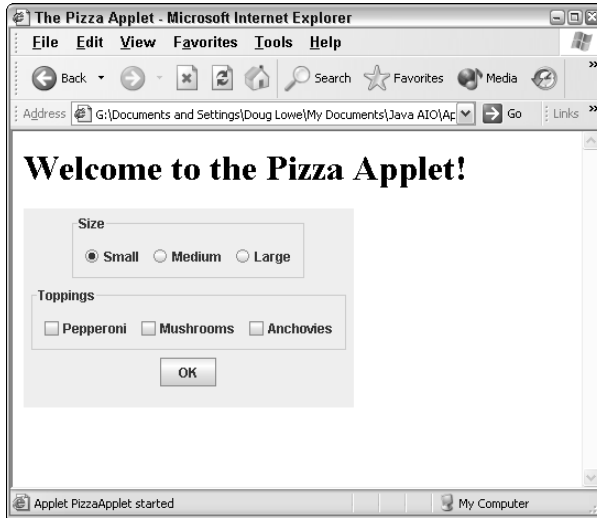 The Pizza Applet - Microsoft Internet Explorer
File Edit View Favorites Tools Help
Back Search Favorites Media »
Address G:\Documents and Settings\Doug Lowe\My Documents\Java AIO\Ap Go Links »
Welcome to the Pizza Applet!
Size
Small Medium Large
Toppings
Pepperoni Mushrooms Anchovies
OK
Applet PizzaApplet started My Computer